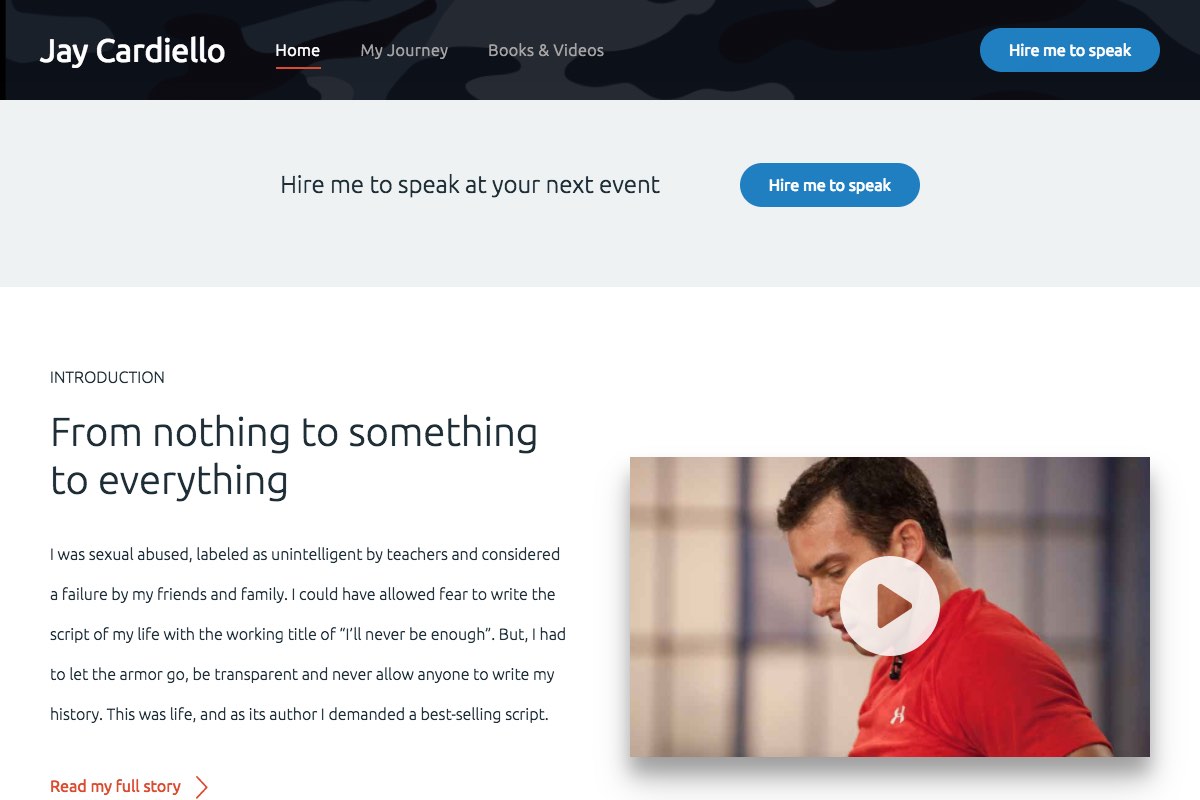 Jay Cardiello
Home
My Journey
Books & Videos
Hire me to speak
Hire me to speak at your next event
Hire me to speak
INTRODUCTION
From nothing to something
to everything
I was sexual abused, labeled as unintelligent by teachers and considered
a failure by my friends and family. I could have allowed fear to write the
script of my life with the working title of “I’ll never be enough”. But, I had
to let the armor go, be transparent and never allow anyone to write my
history. This was life, and as its author I demanded a best-selling script.
Read my full story